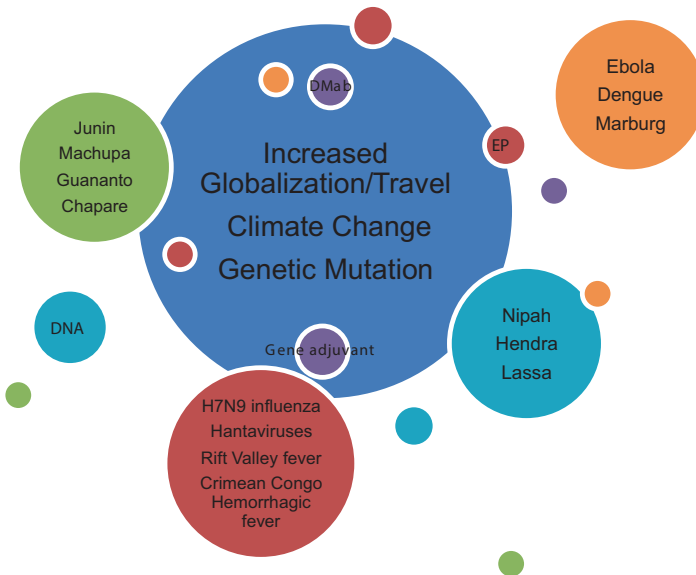 DMab
Increased
Globalization/Travel
Climate Change
Genetic Mutation
EP
Ebola
Dengue
Marburg
Junin
Machupa
Guananto
Chapare
DNA
Gene adjuvant
Nipah
Hendra
Lassa
H7N9 influenza
Hantaviruses
Rift Valley fever
Crimean Congo
Hemorrhagic
fever